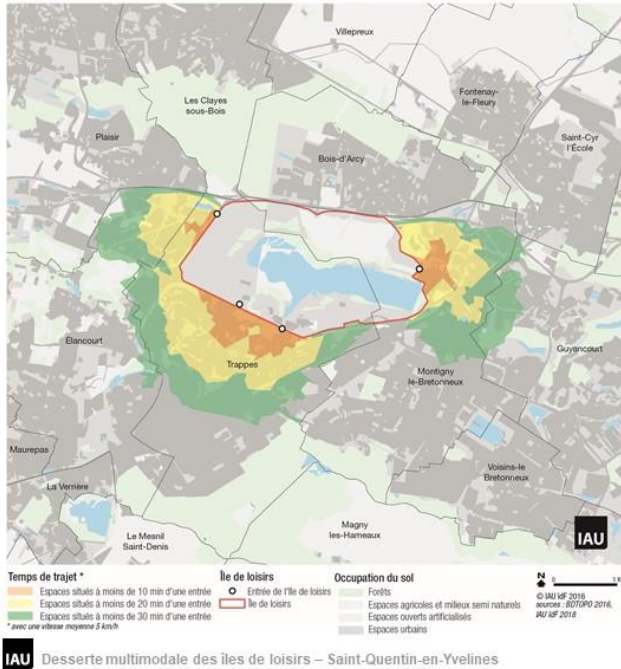 Villepreux
Les Clayes
sous-Bois
Fontenay-
le-Fleury
Plaisir
Saint-Cyr
l'École
Bois-d'Arcy
Élancourt
Trappes
Guyancourt
Montigny
le-Bretonneux
Maurepas
La Verrière
Voisins-le
Bretonneux
Le Mesnil
Saint-Denis
Magny
les-Hameaux
IAU
Temps de trajet *
Espaces situés à moins de 10 min d'une entrée
Espaces situés à moins de 20 min d'une entrée
Espaces situés à moins de 30 min d'une entrée
* avec une vitesse moyenne 5 km/h
Île de loisirs
Entrée de l'île de loisirs
Île de loisirs
Occupation du sol
Forêts
Espaces agricoles et milieux semi naturels
Espaces ouverts artificialisés
Espaces urbains
N
0
© IAU IdF 2016
sources : BDTOPO 2016,
IAU IdF 2018
IAU Desserte multimodale des îles de loisirs – Saint-Quentin-en-Yvelines